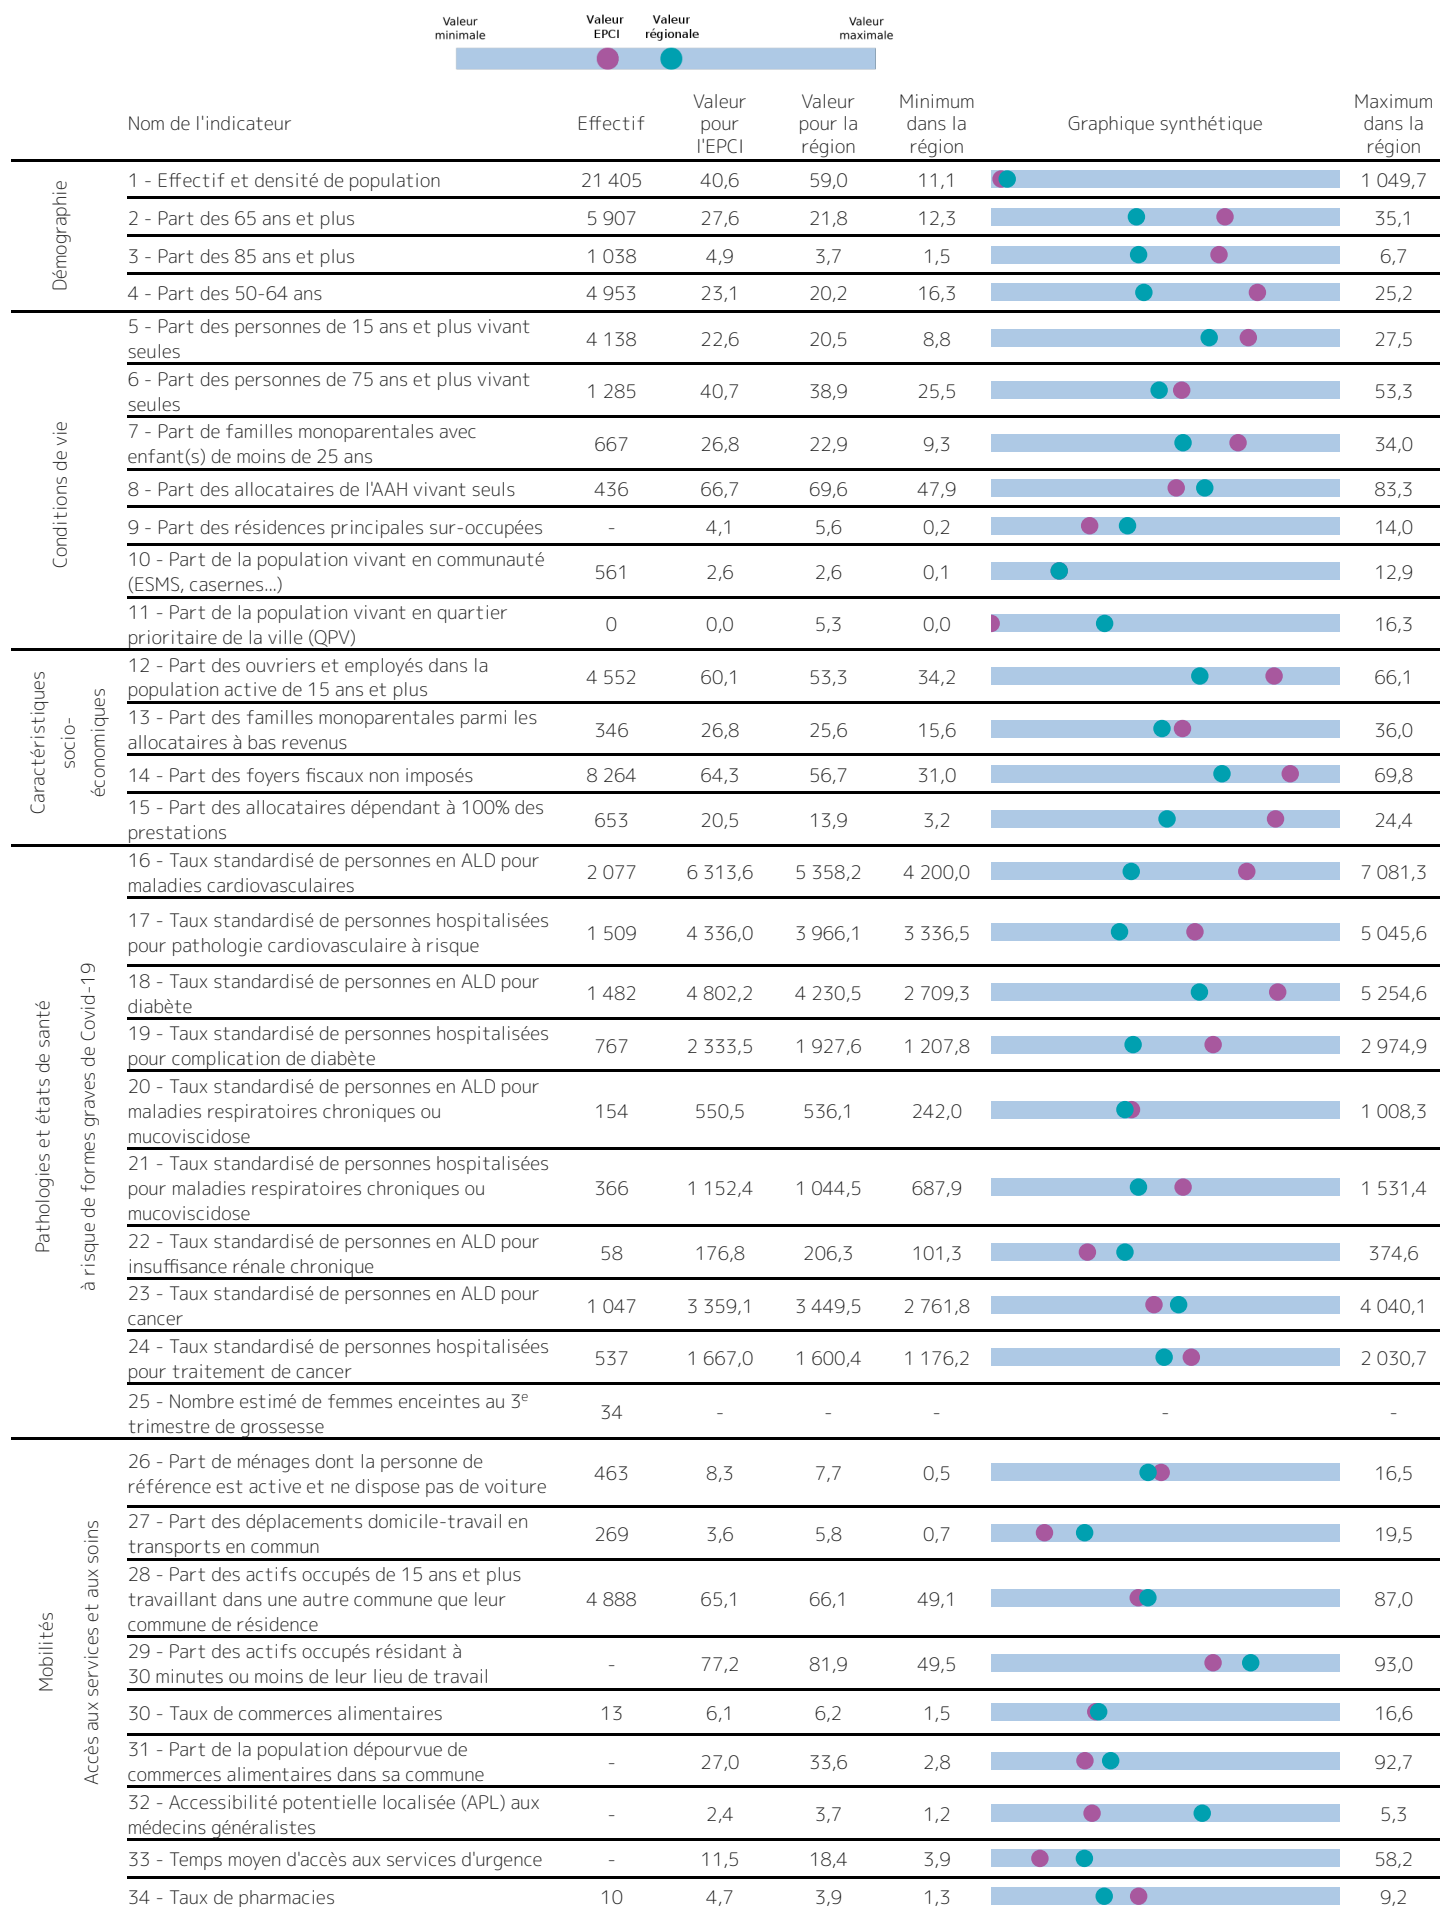 Valeur
minimale
Valeur
EPCI
Valeur
régionale
Valeur
maximale
Nom de l'indicateur
Effectif
Valeur
pour
l'EPCI
Valeur
pour la
région
Minimum
dans la
région
Graphique synthétique
Maximum
dans la
région
Démographie
1 - Effectif et densité de population 21 405 40,6 59,0 11,1 1 049,7
2 - Part des 65 ans et plus 5 907 27,6 21,8 12,3 35,1
3 - Part des 85 ans et plus 1 038 4,9 3,7 1,5 6,7
4 - Part des 50-64 ans 4 953 23,1 20,2 16,3 25,2
Conditions de vie
5 - Part des personnes de 15 ans et plus vivant
seules 4 138 22,6 20,5 8,8 27,5
6 - Part des personnes de 75 ans et plus vivant
seules 1 285 40,7 38,9 25,5 53,3
7 - Part de familles monoparentales avec
enfant(s) de moins de 25 ans 667 26,8 22,9 9,3 34,0
8 - Part des allocataires de l'AAH vivant seuls 436 66,7 69,6 47,9 83,3
9 - Part des résidences principales sur-occupées - 4,1 5,6 0,2 14,0
10 - Part de la population vivant en communauté
(ESMS, casernes...) 561 2,6 2,6 0,1 12,9
11 - Part de la population vivant en quartier
prioritaire de la ville (QPV) 0 0,0 5,3 0,0 16,3
Caractéristiques
socio-
économiques
12 - Part des ouvriers et employés dans la
population active de 15 ans et plus 4 552 60,1 53,3 34,2 66,1
13 - Part des familles monoparentales parmi les
allocataires à bas revenus 346 26,8 25,6 15,6 36,0
14 - Part des foyers fiscaux non imposés 8 264 64,3 56,7 31,0 69,8
15 - Part des allocataires dépendant à 100% des
prestations 653 20,5 13,9 3,2 24,4
Pathologies et états de santé
à risque de formes graves de Covid-19
16 - Taux standardisé de personnes en ALD pour
maladies cardiovasculaires 2 077 6 313,6 5 358,2 4 200,0 7 081,3
17 - Taux standardisé de personnes hospitalisées
pour pathologie cardiovasculaire à risque 1 509 4 336,0 3 966,1 3 336,5 5 045,6
18 - Taux standardisé de personnes en ALD pour
diabète 1 482 4 802,2 4 230,5 2 709,3 5 254,6
19 - Taux standardisé de personnes hospitalisées
pour complication de diabète 767 2 333,5 1 927,6 1 207,8 2 974,9
20 - Taux standardisé de personnes en ALD pour
maladies respiratoires chroniques ou 154 550,5 536,1 242,0 1 008,3
mucoviscidose
21 - Taux standardisé de personnes hospitalisées
pour maladies respiratoires chroniques ou 366 1 152,4 1 044,5 687,9 1 531,4
mucoviscidose
22 - Taux standardisé de personnes en ALD pour
insuffisance rénale chronique 58 176,8 206,3 101,3 374,6
23 - Taux standardisé de personnes en ALD pour
cancer 1 047 3 359,1 3 449,5 2 761,8 4 040,1
24 - Taux standardisé de personnes hospitalisées
pour traitement de cancer 537 1 667,0 1 600,4 1 176,2 2 030,7
25 - Nombre estimé de femmes enceintes au 3e
trimestre de grossesse 34 - - - - -
Mobilités
Accès aux services et aux soins
26 - Part de ménages dont la personne de
référence est active et ne dispose pas de voiture 463 8,3 7,7 0,5 16,5
27 - Part des déplacements domicile-travail en
transports en commun 269 3,6 5,8 0,7 19,5
28 - Part des actifs occupés de 15 ans et plus
travaillant dans une autre commune que leur 4 888 65,1 66,1 49,1 87,0
commune de résidence
29 - Part des actifs occupés résidant à
30 minutes ou moins de leur lieu de travail - 77,2 81,9 49,5 93,0
30 - Taux de commerces alimentaires 13 6,1 6,2 1,5 16,6
31 - Part de la population dépourvue de
commerces alimentaires dans sa commune - 27,0 33,6 2,8 92,7
32 - Accessibilité potentielle localisée (APL) aux
médecins généralistes - 2,4 3,7 1,2 5,3
33 - Temps moyen d'accès aux services d'urgence - 11,5 18,4 3,9 58,2
34 - Taux de pharmacies 10 4,7 3,9 1,3 9,2